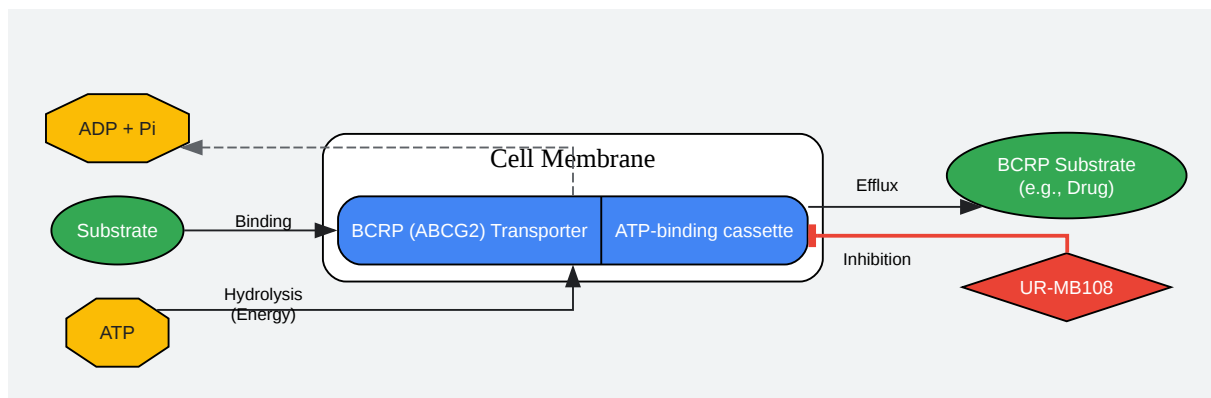 ADP + Pi
Cell Membrane
BCRP Substrate
(e.g., Drug)
Efflux
Substrate
Binding
BCRP (ABCG2) Transporter
ATP-binding cassette
Inhibition
UR-MB108
Hydrolysis
(Energy)
ATP